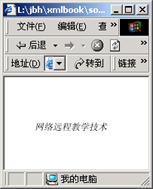 L:\jbh\xmlbook\so...
文件(F) 编辑(E) 查 »
后退 »
地址(D) 转到 链接 »
网络远程教学技术
我的电脑